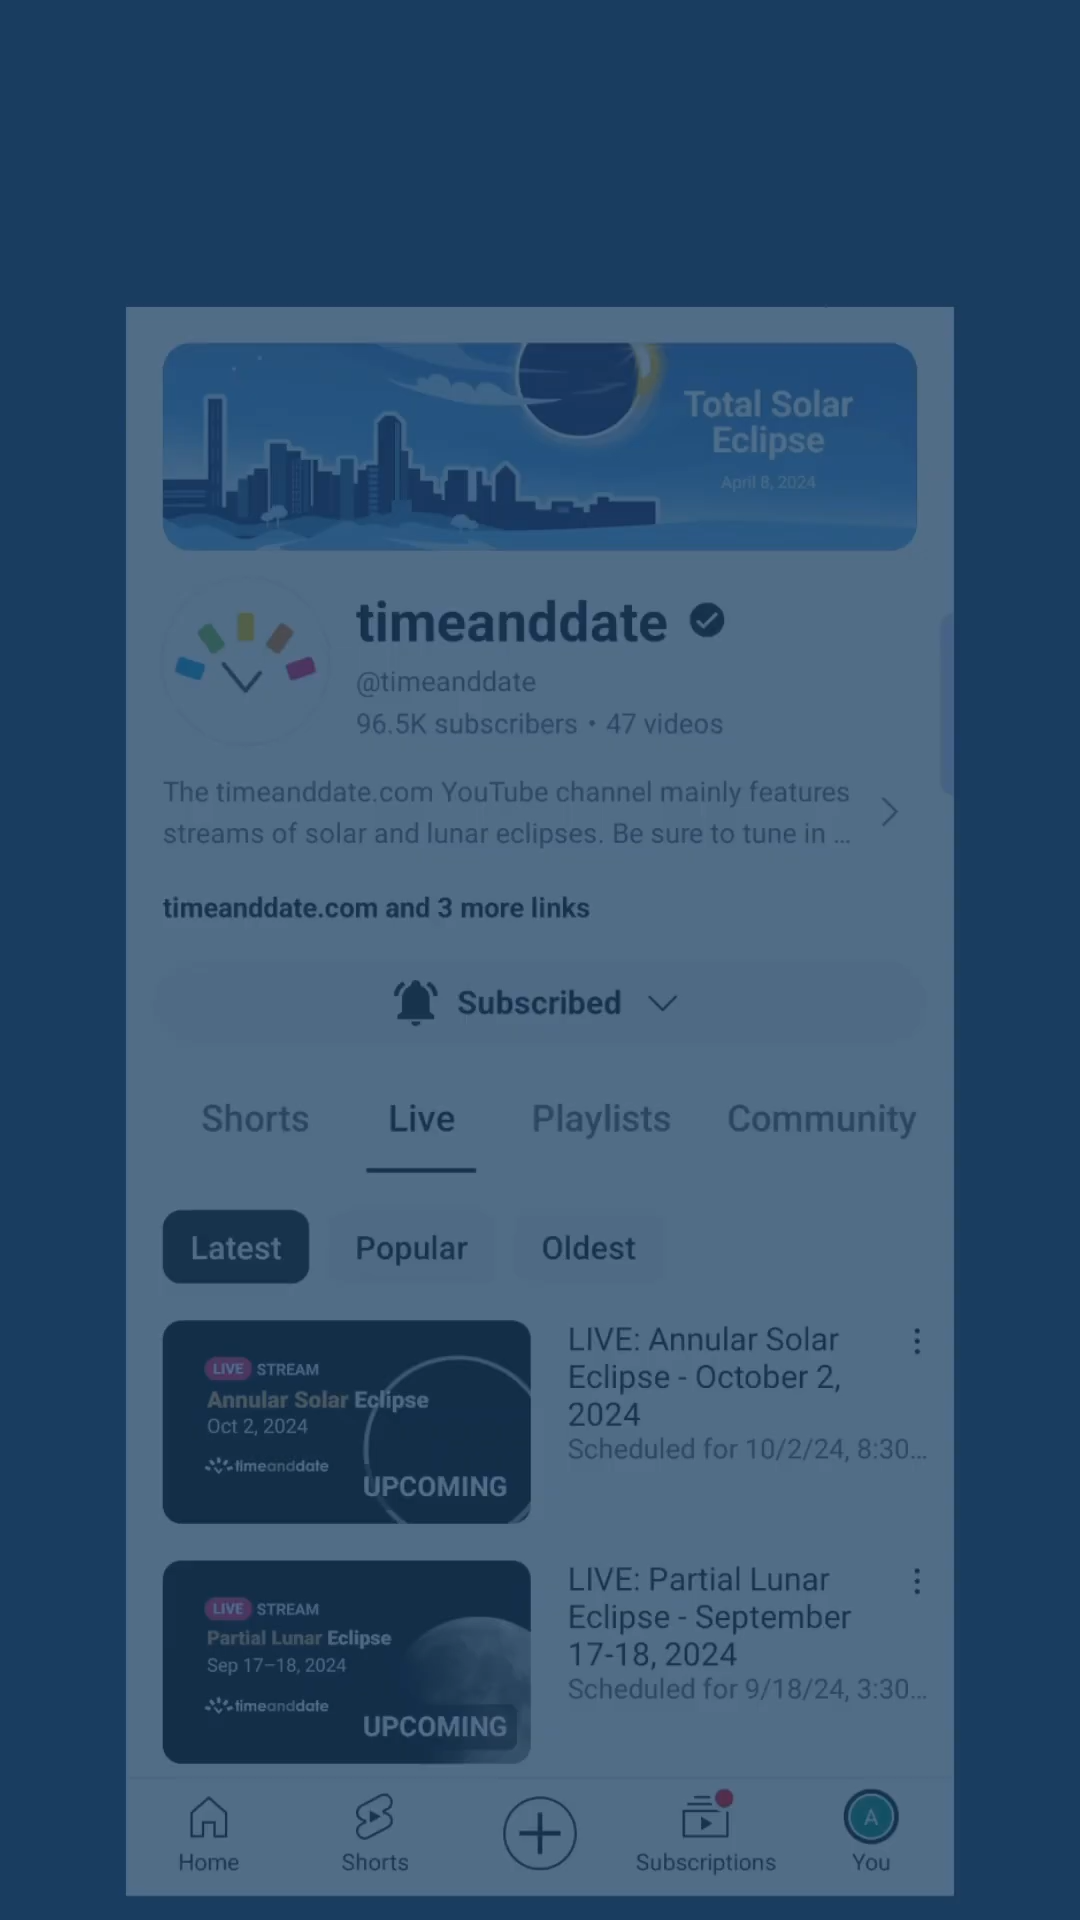 Total Solar
Eclipse
April 8, 2024
timeanddate
@timeanddate
96.5K subscribers • 47 videos
The timeanddate.com YouTube channel mainly features
streams of solar and lunar eclipses. Be sure to tune in ...
timeanddate.com and 3 more links
Subscribed
Shorts Live Playlists Community
Latest Popular Oldest
LIVE STREAM
Annular Solar Eclipse
Oct 2, 2024
timeanddate
UPCOMING
LIVE: Annular Solar
Eclipse - October 2,
2024
Scheduled for 10/2/24, 8:30...
LIVE STREAM
Partial Lunar Eclipse
Sep 17–18, 2024
timeanddate
UPCOMING
LIVE: Partial Lunar
Eclipse - September
17-18, 2024
Scheduled for 9/18/24, 3:30...
Home Shorts Subscriptions A You